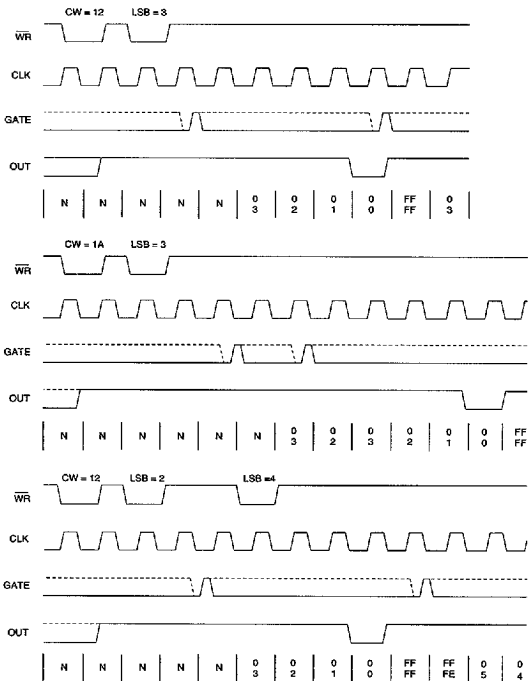 CW = 12 LSB = 3
WR
CLK
GATE
OUT
N N N N N 0 0 0 0 FF 0
3 2 1 0 FF 3
CW = 1A LSB = 3
WR
CLK
GATE
OUT
N N N N N N 0 0 0 0 0 0 FF
3 2 3 2 1 0 FF
CW = 12 LSB = 2 LSB =4
WR
CLK
GATE
OUT
N N N N N 0 0 0 0 FF FF 0 0
3 2 1 0 FF FE 5 4